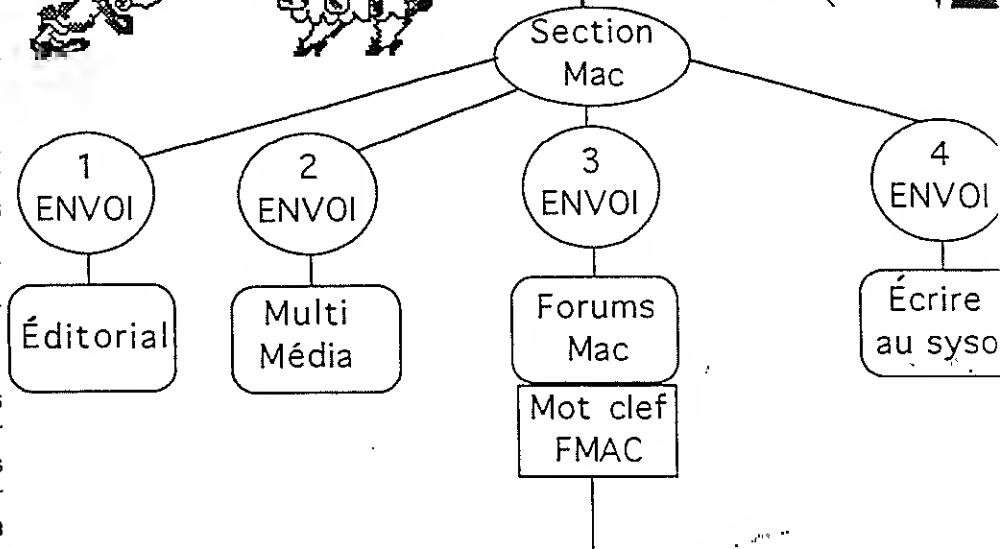 Section
Mac
1
ENVOI
2
ENVOI
3
ENVOI
4
ENVOI
Éditorial
Multi
Média
Forums
Mac
Écrire
au syso
Mot clef
FMAC